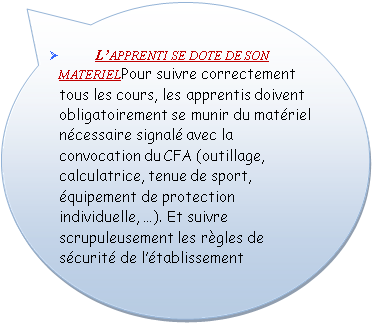 L'APPRENTI SE DOTE DE SON
MATERIELPour suivre correctement
tous les cours, les apprentis doivent
obligatoirement se munir du matériel
nécessaire signalé avec la
convocation du CFA (outillage,
calculatrice, tenue de sport,
équipement de protection
individuelle, ...). Et suivre
scrupuleusement les règles de
sécurité de l'établissement